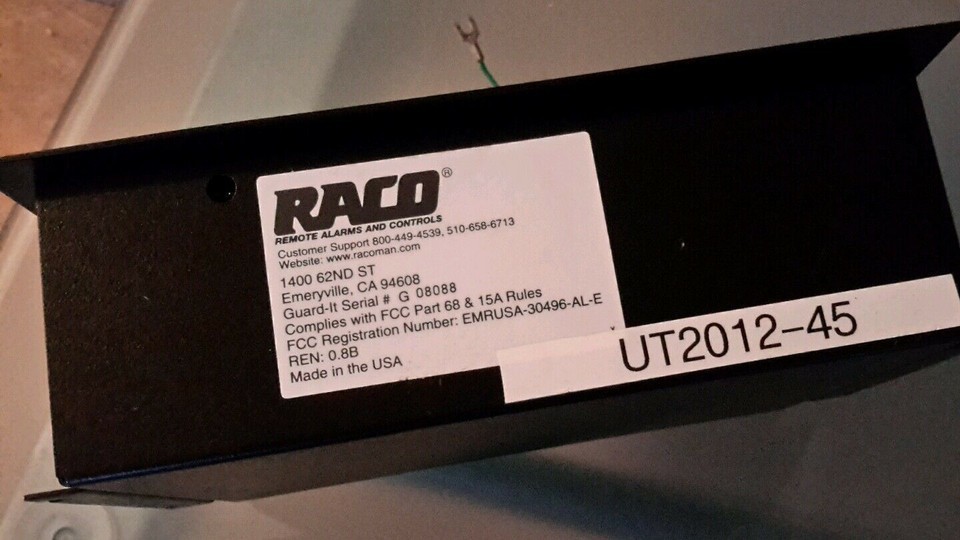 RACO®
REMOTE ALARMS AND CONTROLS
Customer Support 800-449-4539, 510-658-6713
Website: www.racoman.com
1400 62ND ST
Emeryville, CA 94608
Guard-It Serial # G 08088
Complies with FCC Part 68 & 15A Rules
FCC Registration Number: EMRUSA-30496-AL-E
REN: 0.8B
Made in the USA
UT2012-45